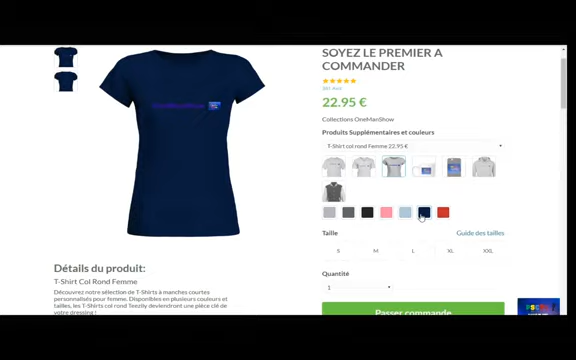 SOYEZ LE PREMIER A
COMMANDER
22.95 €
Collections OneManShow
Produits Supplémentaires et couleurs
T-Shirt col rond Femme 22.95 €
Taille
Guide des tailles
S
M
L
XL
XXL
Quantité
1
Passer commande
Détails du produit:
T-Shirt Col Rond Femme
Découvrez notre sélection de T-Shirts à manches courtes
personnalisés pour femme. Disponibles en plusieurs couleurs et
tailles, les T-Shirts col rond Teezily deviendront une pièce clé de
votre dressing !